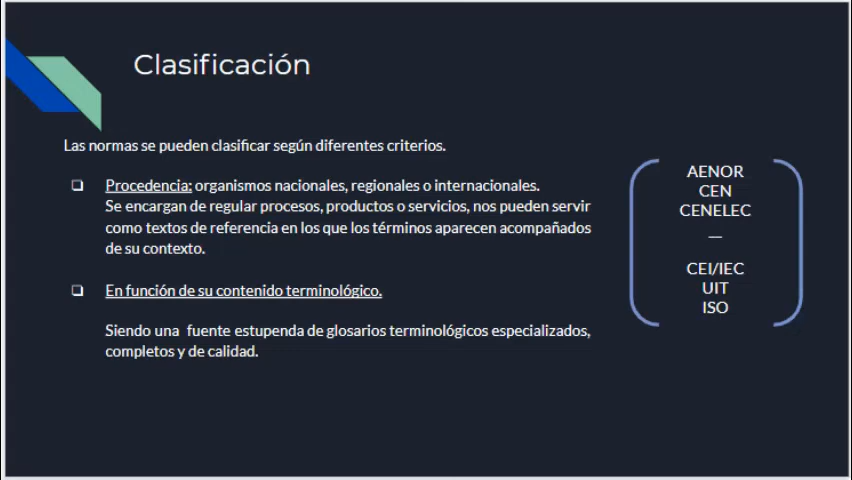 Clasificación
Las normas se pueden clasificar según diferentes criterios.
❏ Procedencia: organismos nacionales, regionales o internacionales.
Se encargan de regular procesos, productos o servicios, nos pueden servir
como textos de referencia en los que los términos aparecen acompañados
de su contexto.
❏ En función de su contenido terminológico.
Siendo una fuente estupenda de glosarios terminológicos especializados,
completos y de calidad.
AENOR
CEN
CENELEC
—
CEI/IEC
UIT
ISO